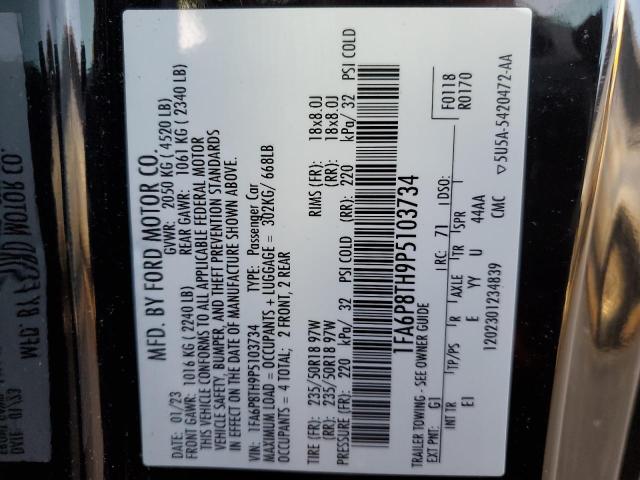 MFD. BY FORD MOTOR CO.
DATE: 01/23 GVWR: 2050 KG ( 4520 LB)
FRONT GAWR: 1016 KG ( 2240 LB) REAR GAWR: 1061 KG ( 2340 LB)
THIS VEHICLE CONFORMS TO ALL APPLICABLE FEDERAL MOTOR
VEHICLE SAFETY, BUMPER, AND THEFT PREVENTION STANDARDS
IN EFFECT ON THE DATE OF MANUFACTURE SHOWN ABOVE.
VIN: 1FA6P8TH9P5103734 TYPE: Passenger Car
MAXIMUM LOAD = OCCUPANTS + LUGGAGE = 302KG/ 668LB
OCCUPANTS = 4 TOTAL; 2 FRONT, 2 REAR
TIRE (FR): 235/50R18 97W RIMS (FR): 18x8.0J
TIRE (RR): 235/50R18 97W (RR): 18x8.0J
PRESSURE (FR): 220 kPa/ 32 PSI COLD (RR): 220 kPa/ 32 PSI COLD
1FA6P8TH9P5103734
TRAILER TOWING - SEE OWNER GUIDE
EXT PNT: G1 RC: 71 DSO: F0118
R0170
INT TR TP/PS R AXLE TR SPR
EI YY U 44AA
1202301234839 CMC ▽5U5A-5420472-AA